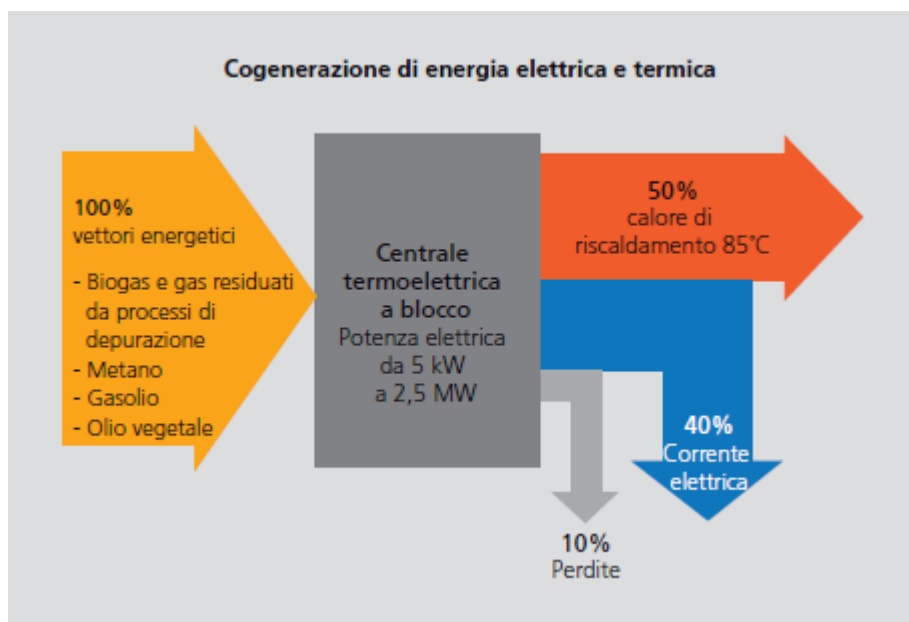 Cogenerazione di energia elettrica e termica
100%
vettori energetici
- Biogas e gas residuati
da processi di
depurazione
- Metano
- Gasolio
- Olio vegetale
Centrale
termoelettrica
a blocco
Potenza elettrica
da 5 kW
a 2,5 MW
50%
calore di
riscaldamento 85°C
40%
Corrente
elettrica
10%
Perdite